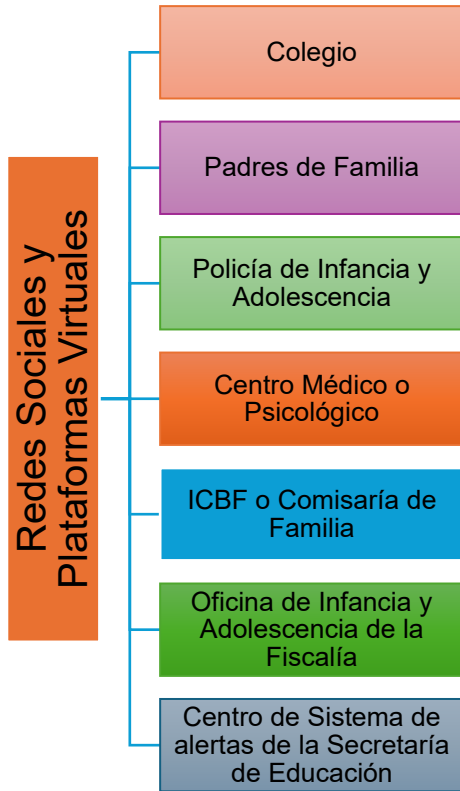 Redes Sociales y
Plataformas Virtuales
Colegio
Padres de Familia
Policía de Infancia y
Adolescencia
Centro Médico o
Psicológico
ICBF o Comisaría de
Familia
Oficina de Infancia y
Adolescencia de la
Fiscalía
Centro de Sistema de
alertas de la Secretaría
de Educación